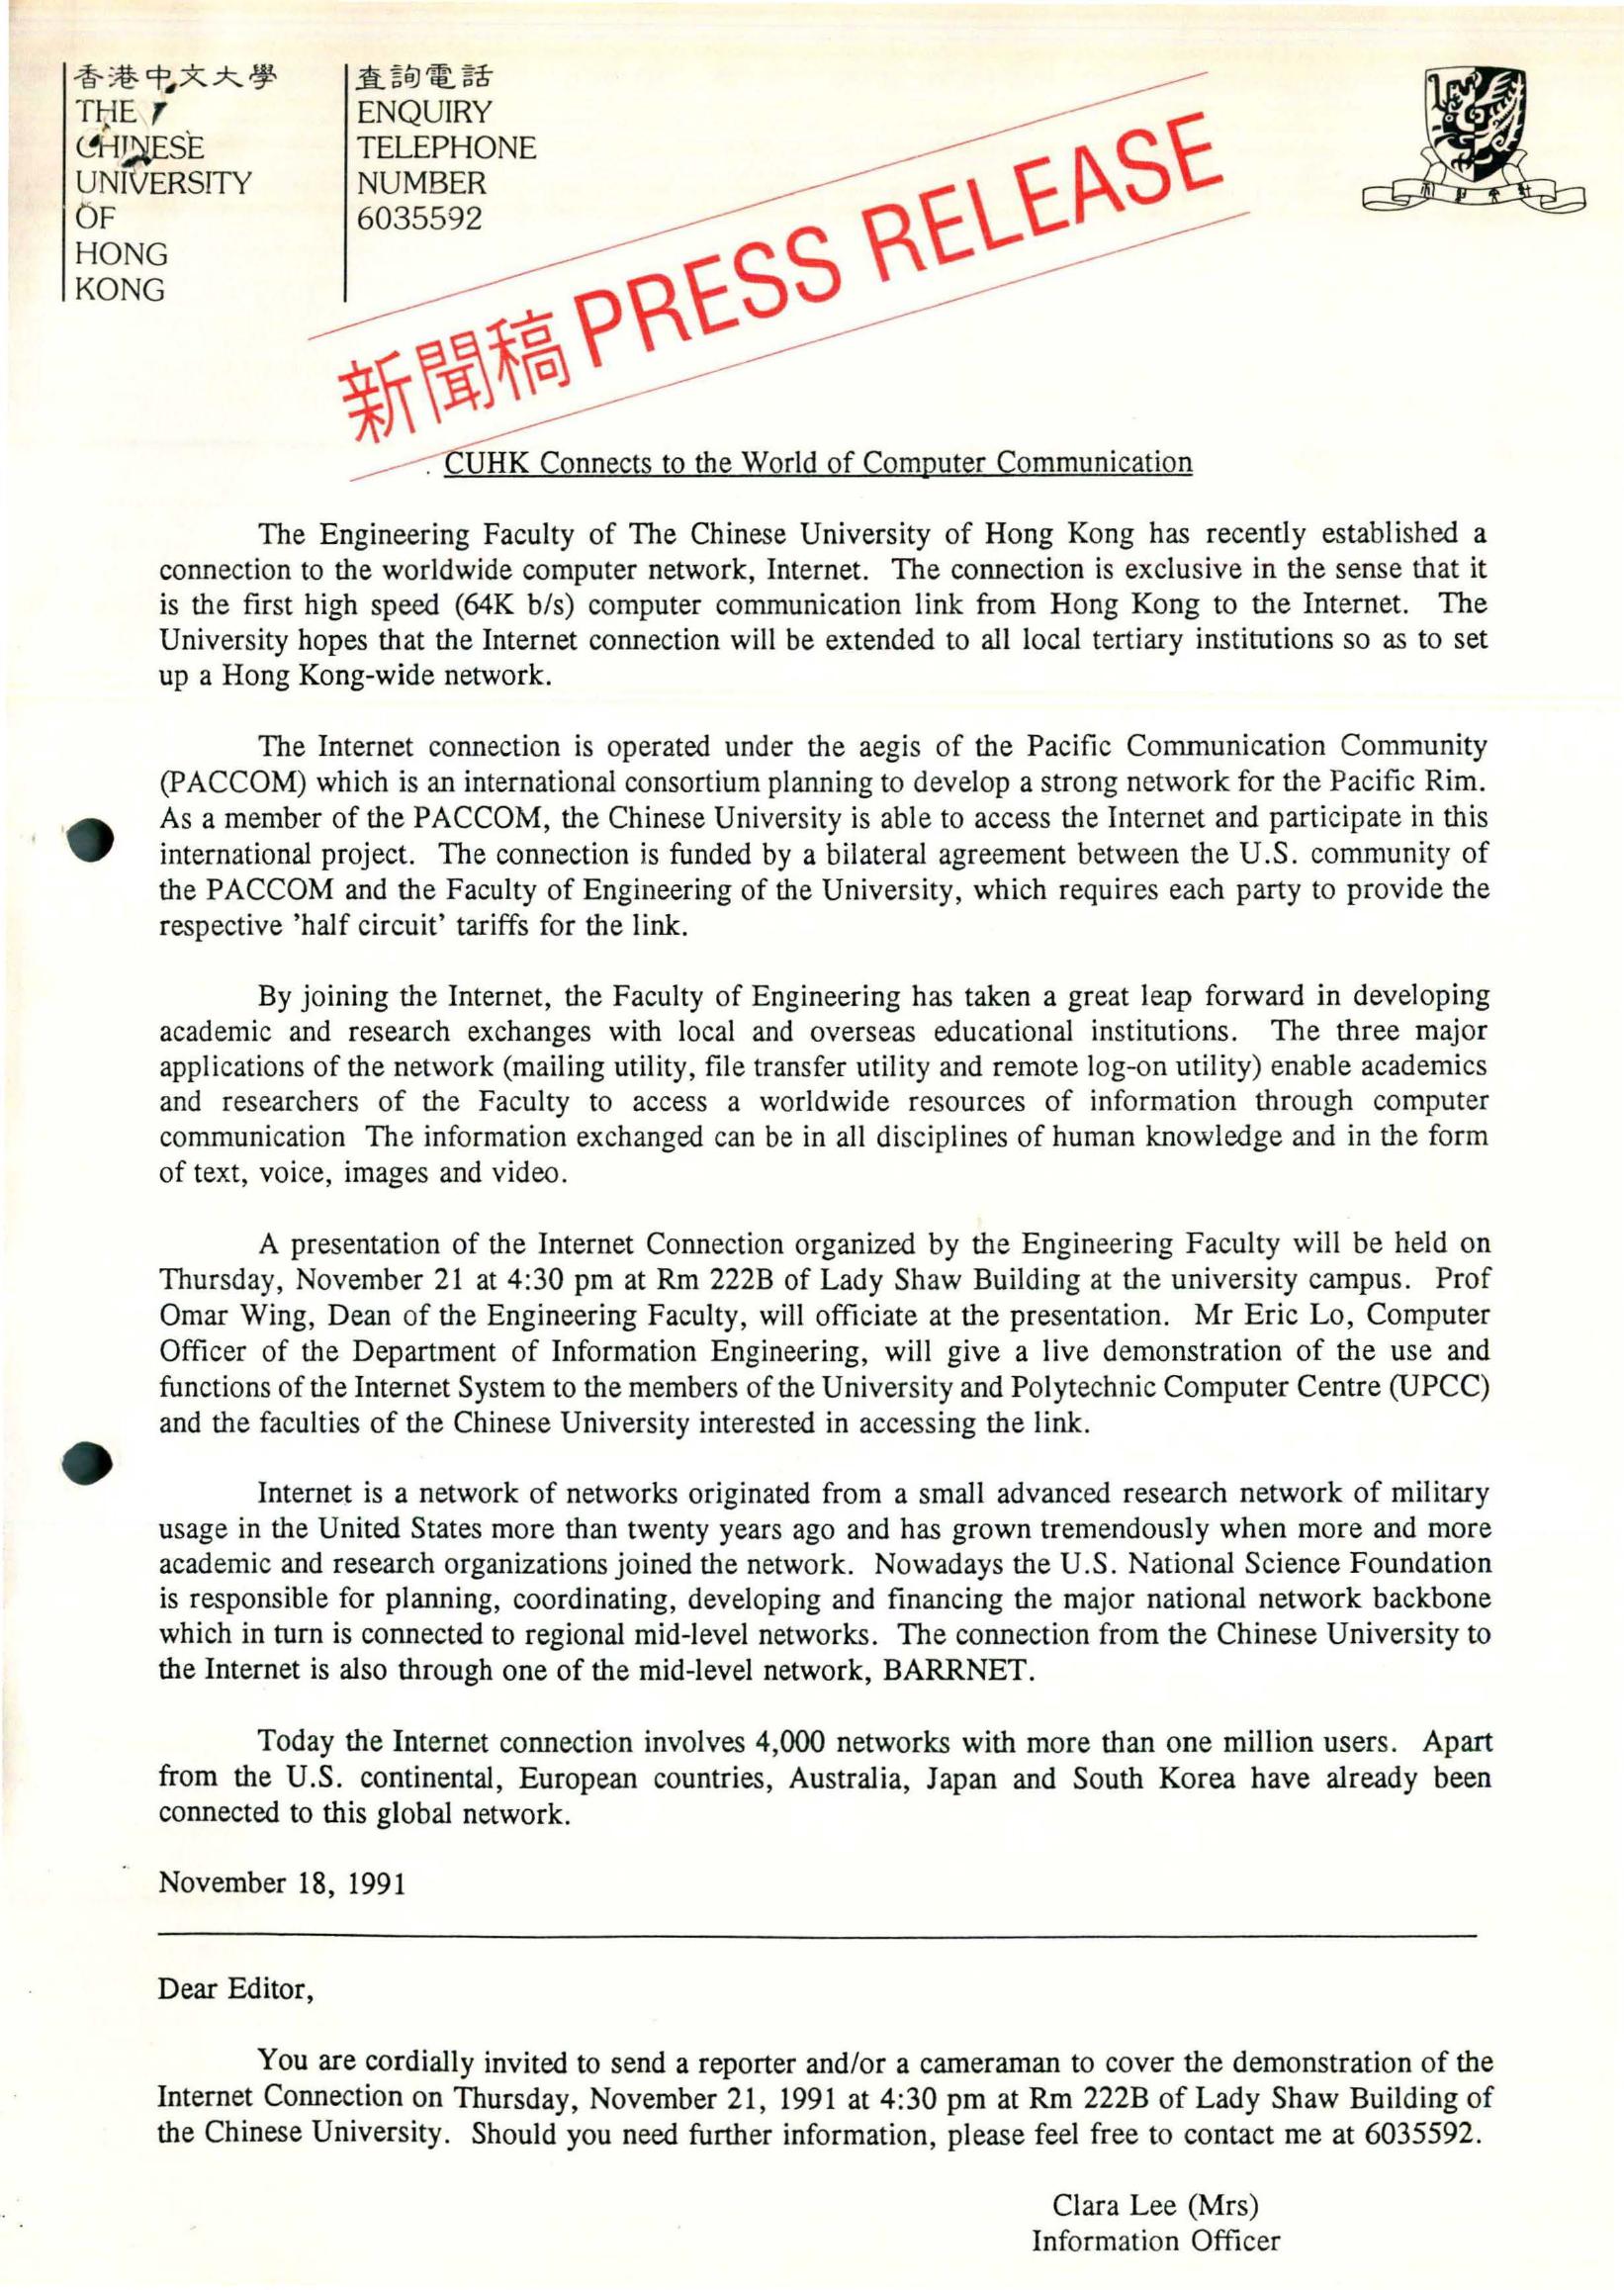 香港中文大學
THE
CHINESE
UNIVERSITY
OF
HONG
KONG
查詢電話
ENQUIRY
TELEPHONE
NUMBER
6035592
新聞稿 PRESS RELEASE
CUHK Connects to the World of Computer Communication
The Engineering Faculty of The Chinese University of Hong Kong has recently established a
connection to the worldwide computer network, Internet. The connection is exclusive in the sense that it
is the first high speed (64K b/s) computer communication link from Hong Kong to the Internet. The
University hopes that the Internet connection will be extended to all local tertiary institutions so as to set
up a Hong Kong-wide network.
The Internet connection is operated under the aegis of the Pacific Communication Community
(PACCOM) which is an international consortium planning to develop a strong network for the Pacific Rim.
As a member of the PACCOM, the Chinese University is able to access the Internet and participate in this
international project. The connection is funded by a bilateral agreement between the U.S. community of
the PACCOM and the Faculty of Engineering of the University, which requires each party to provide the
respective 'half circuit' tariffs for the link.
By joining the Internet, the Faculty of Engineering has taken a great leap forward in developing
academic and research exchanges with local and overseas educational institutions. The three major
applications of the network (mailing utility, file transfer utility and remote log-on utility) enable academics
and researchers of the Faculty to access a worldwide resources of information through computer
communication The information exchanged can be in all disciplines of human knowledge and in the form
of text, voice, images and video.
A presentation of the Internet Connection organized by the Engineering Faculty will be held on
Thursday, November 21 at 4:30 pm at Rm 222B of Lady Shaw Building at the university campus. Prof
Omar Wing, Dean of the Engineering Faculty, will officiate at the presentation. Mr Eric Lo, Computer
Officer of the Department of Information Engineering, will give a live demonstration of the use and
functions of the Internet System to the members of the University and Polytechnic Computer Centre (UPCC)
and the faculties of the Chinese University interested in accessing the link.
Internet is a network of networks originated from a small advanced research network of military
usage in the United States more than twenty years ago and has grown tremendously when more and more
academic and research organizations joined the network. Nowadays the U.S. National Science Foundation
is responsible for planning, coordinating, developing and financing the major national network backbone
which in turn is connected to regional mid-level networks. The connection from the Chinese University to
the Internet is also through one of the mid-level network, BARRNET.
Today the Internet connection involves 4,000 networks with more than one million users. Apart
from the U.S. continental, European countries, Australia, Japan and South Korea have already been
connected to this global network.
November 18, 1991
Dear Editor,
You are cordially invited to send a reporter and/or a cameraman to cover the demonstration of the
Internet Connection on Thursday, November 21, 1991 at 4:30 pm at Rm 222B of Lady Shaw Building of
the Chinese University. Should you need further information, please feel free to contact me at 6035592.
Clara Lee (Mrs)
Information Officer